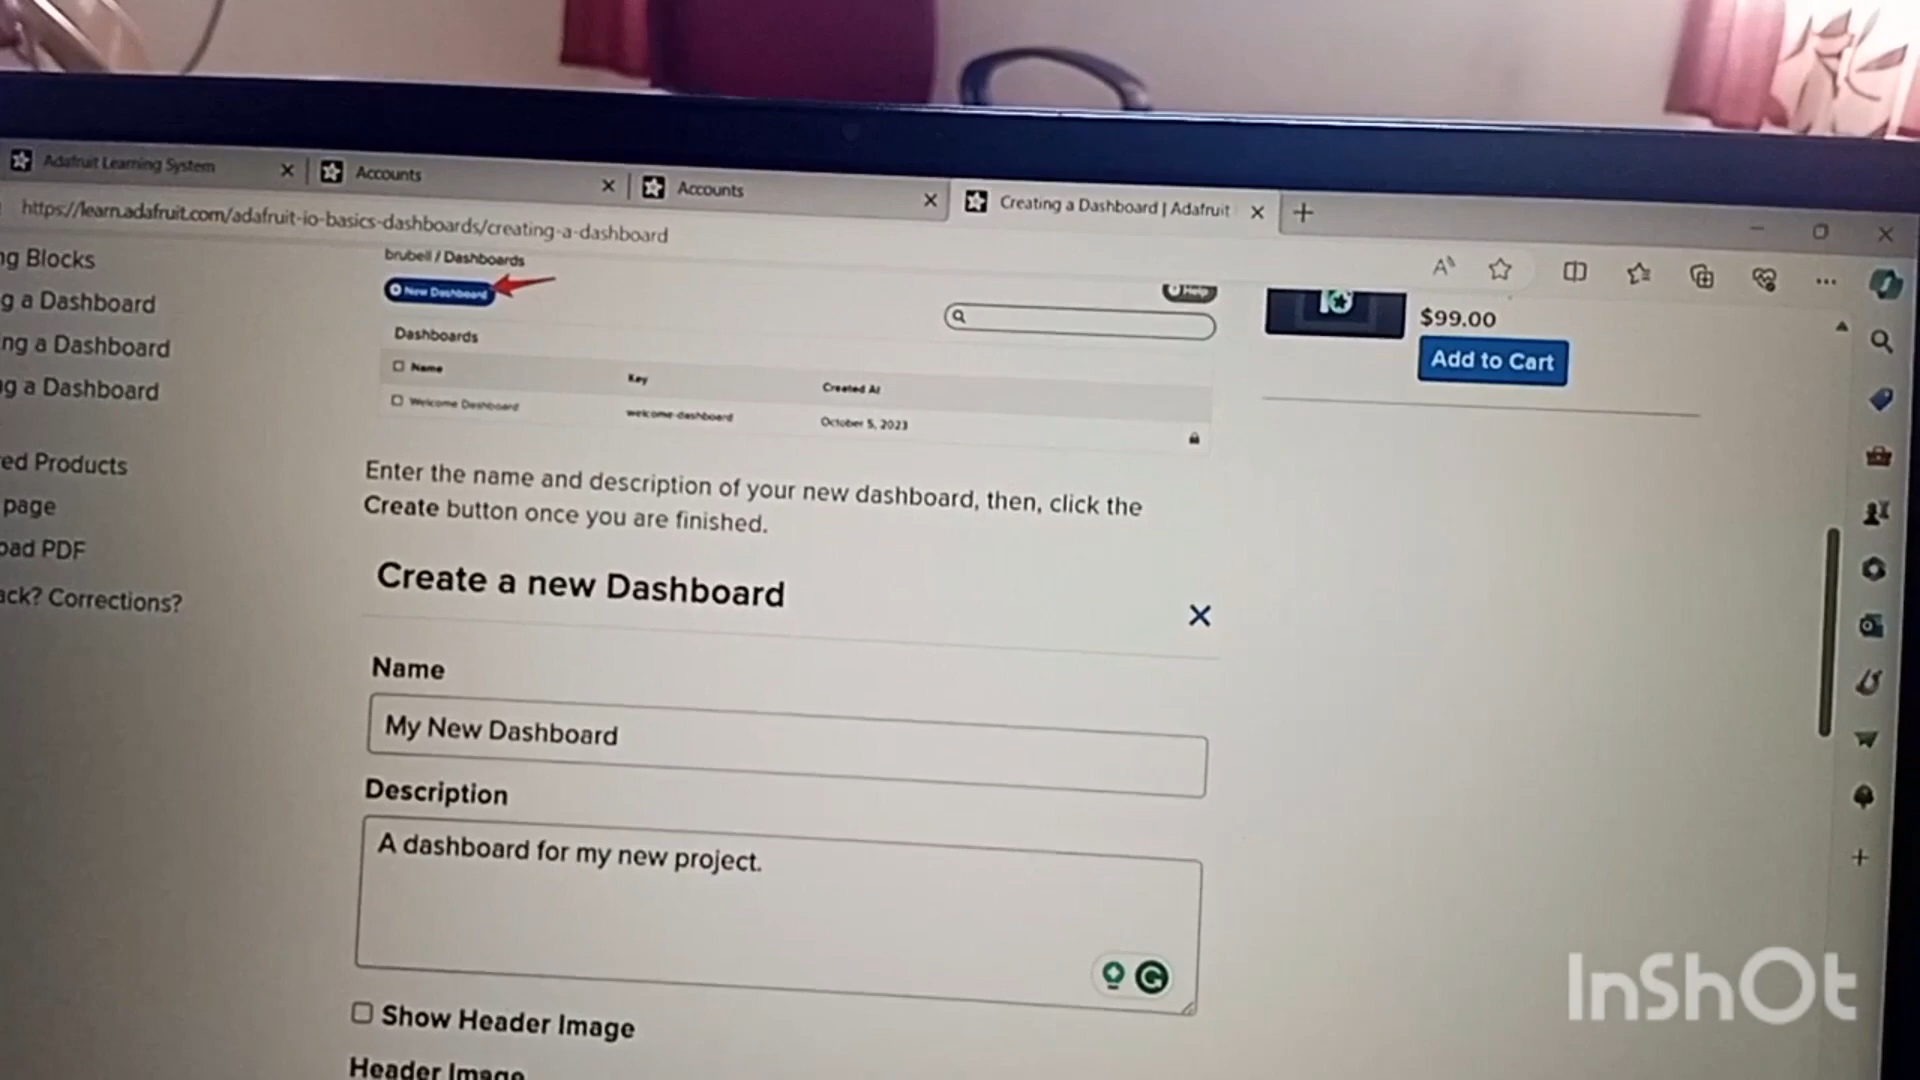 Adafruit Learning System
Accounts
Accounts
Creating a Dashboard | Adafruit
https://learn.adafruit.com/adafruit-io-basics-dashboards/creating-a-dashboard
ng Blocks
g a Dashboard
ng a Dashboard
g a Dashboard
ed Products
page
oad PDF
ack? Corrections?
brubell / Dashboards
New Dashboard
Help
Dashboards
Name
Key
Created At
Welcome Dashboard
welcome-dashboard
October 5, 2023
$99.00
Add to Cart
Enter the name and description of your new dashboard, then, click the
Create button once you are finished.
Create a new Dashboard
Name
My New Dashboard
Description
A dashboard for my new project.
Show Header Image
Header Image
InShOt